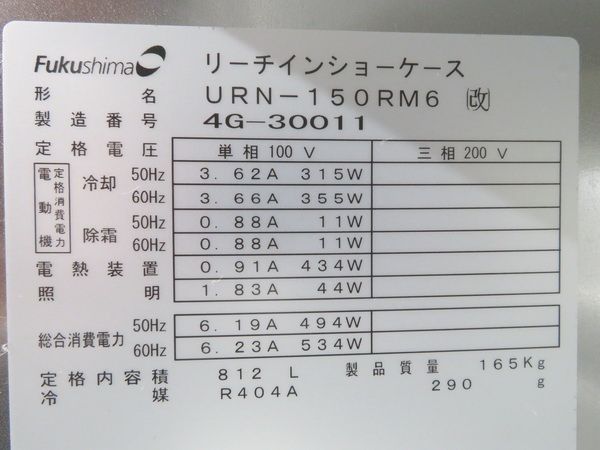 Fukushima リーチインショーケース
形名 URN-150RM6 改
製造番号 4G-30011
定格電圧 単相100 V 三相200 V
電動機 定格消費電力 冷却 50Hz 3.62A 315W
60Hz 3.66A 355W
除霜 50Hz 0.88A 11W
60Hz 0.88A 11W
電熱装置 0.91A 434W
照明 1.83A 44W
総合消費電力 50Hz 6.19A 494W
60Hz 6.23A 534W
定格内容積 812 L 製品質量 165Kg
冷媒 R404A 290 g